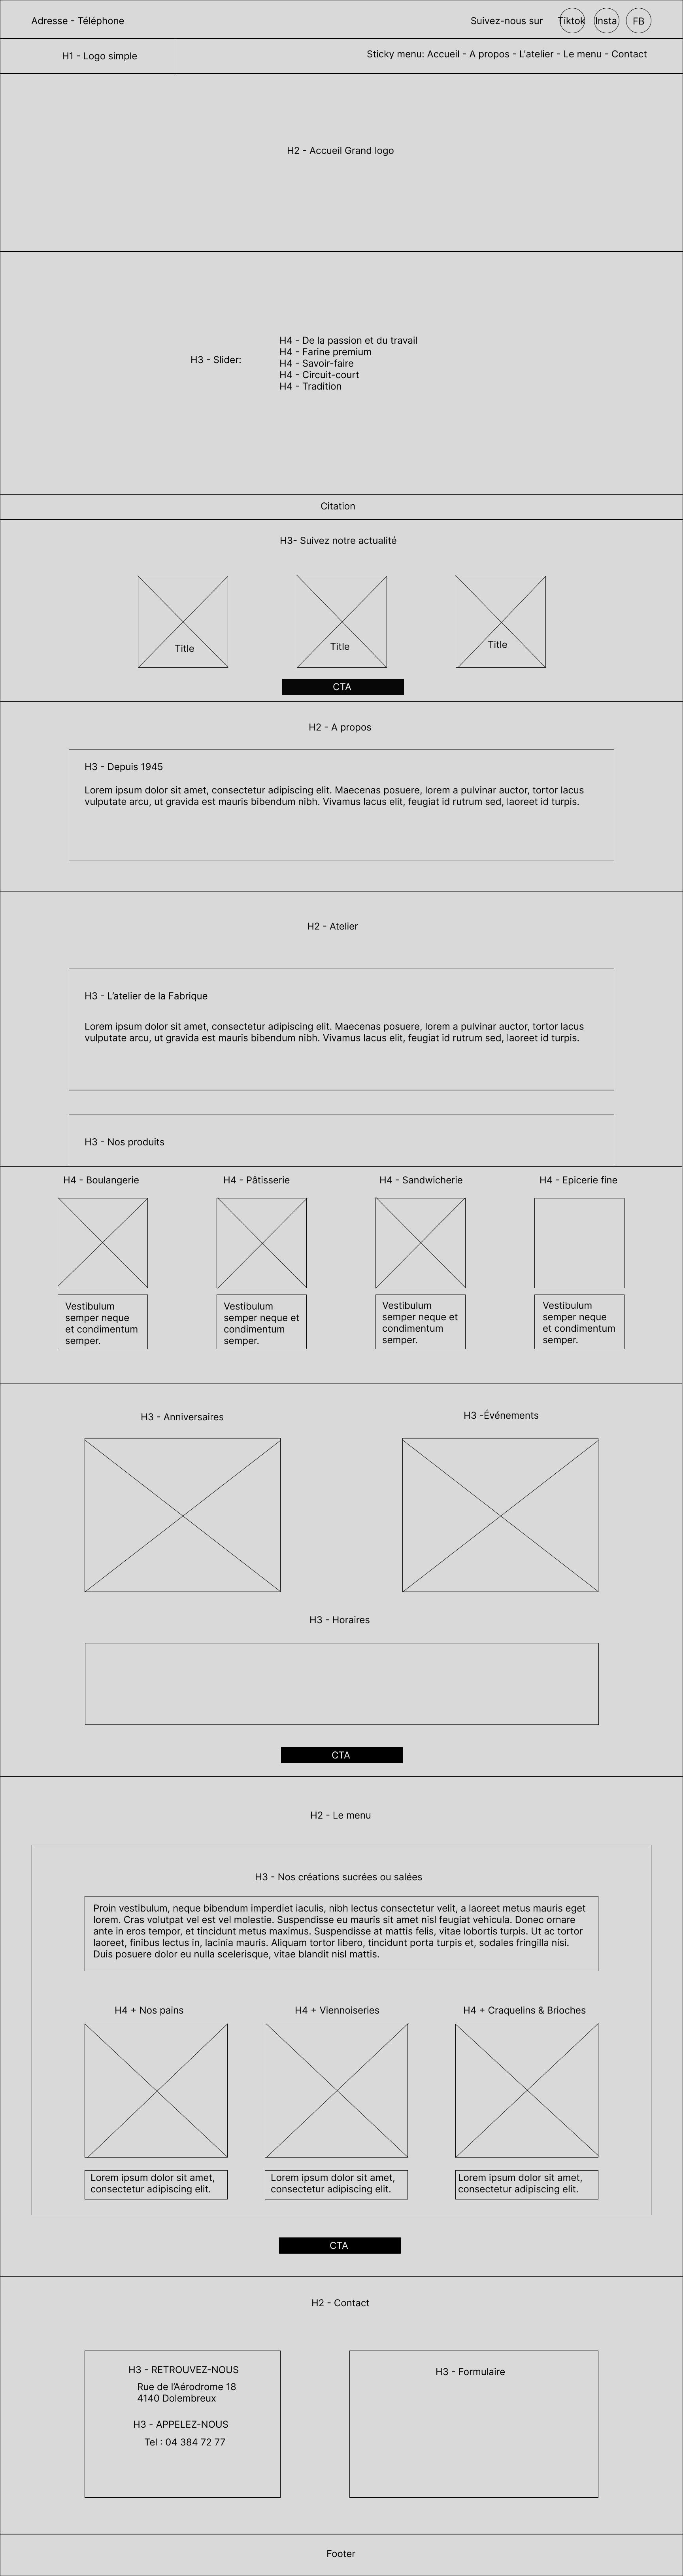 Adresse - Téléphone
Suivez-nous sur
Tiktok
Insta
FB
H1 - Logo simple
Sticky menu: Accueil - A propos - L'atelier - Le menu - Contact
H2 - Accueil Grand logo
H3 - Slider:
H4 - De la passion et du travail
H4 - Farine premium
H4 - Savoir-faire
H4 - Circuit-court
H4 - Tradition
Citation
H3- Suivez notre actualité
Title
Title
Title
CTA
H2 - A propos
H3 - Depuis 1945
Lorem ipsum dolor sit amet, consectetur adipiscing elit. Maecenas posuere, lorem a pulvinar auctor, tortor lacus
vulputate arcu, ut gravida est mauris bibendum nibh. Vivamus lacus elit, feugiat id rutrum sed, laoreet id turpis.
H2 - Atelier
H3 - L'atelier de la Fabrique
Lorem ipsum dolor sit amet, consectetur adipiscing elit. Maecenas posuere, lorem a pulvinar auctor, tortor lacus
vulputate arcu, ut gravida est mauris bibendum nibh. Vivamus lacus elit, feugiat id rutrum sed, laoreet id turpis.
H3 - Nos produits
H4 - Boulangerie
H4 - Pâtisserie
H4 - Sandwicherie
H4 - Epicerie fine
Vestibulum
semper neque
et condimentum
semper.
Vestibulum
semper neque et
condimentum
semper.
Vestibulum
semper neque et
condimentum
semper.
Vestibulum
semper neque
et condimentum
semper.
H3 - Anniversaires
H3 -Événements
H3 - Horaires
CTA
H2 - Le menu
H3 - Nos créations sucrées ou salées
Proin vestibulum, neque bibendum imperdiet iaculis, nibh lectus consectetur velit, a laoreet metus mauris eget
lorem. Cras volutpat vel est vel molestie. Suspendisse eu mauris sit amet nisl feugiat vehicula. Donec ornare
ante in eros tempor, et tincidunt metus maximus. Suspendisse at mattis felis, vitae lobortis turpis. Ut ac tortor
laoreet, finibus lectus in, lacinia mauris. Aliquam tortor libero, tincidunt porta turpis et, sodales fringilla nisi.
Duis posuere dolor eu nulla scelerisque, vitae blandit nisl mattis.
H4 + Nos pains
H4 + Viennoiseries
H4 + Craquelins & Brioches
Lorem ipsum dolor sit amet,
consectetur adipiscing elit.
Lorem ipsum dolor sit amet,
consectetur adipiscing elit.
Lorem ipsum dolor sit amet,
consectetur adipiscing elit.
CTA
H2 - Contact
H3 - RETROUVEZ-NOUS
Rue de l'Aérodrome 18
4140 Dolembreux
H3 - APPELEZ-NOUS
Tel : 04 384 72 77
H3 - Formulaire
Footer